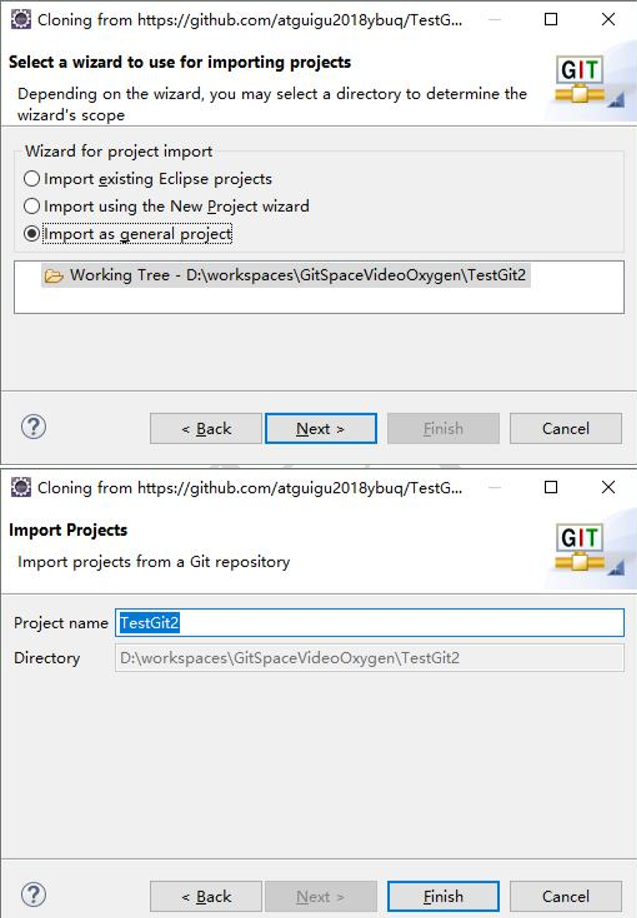 Cloning from https://github.com/atguigu2018ybuq/TestG...
Select a wizard to use for importing projects
GIT
Depending on the wizard, you may select a directory to determine the
wizard's scope
Wizard for project import
Import existing Eclipse projects
Import using the New Project wizard
Import as general project
Working Tree - D:\workspaces\GitSpaceVideoOxygen\TestGit2
?
< Back
Next >
Finish
Cancel
Cloning from https://github.com/atguigu2018ybuq/TestG...
Import Projects
GIT
Import projects from a Git repository
Project name TestGit2
Directory D:\workspaces\GitSpaceVideoOxygen\TestGit2
?
< Back
Next >
Finish
Cancel